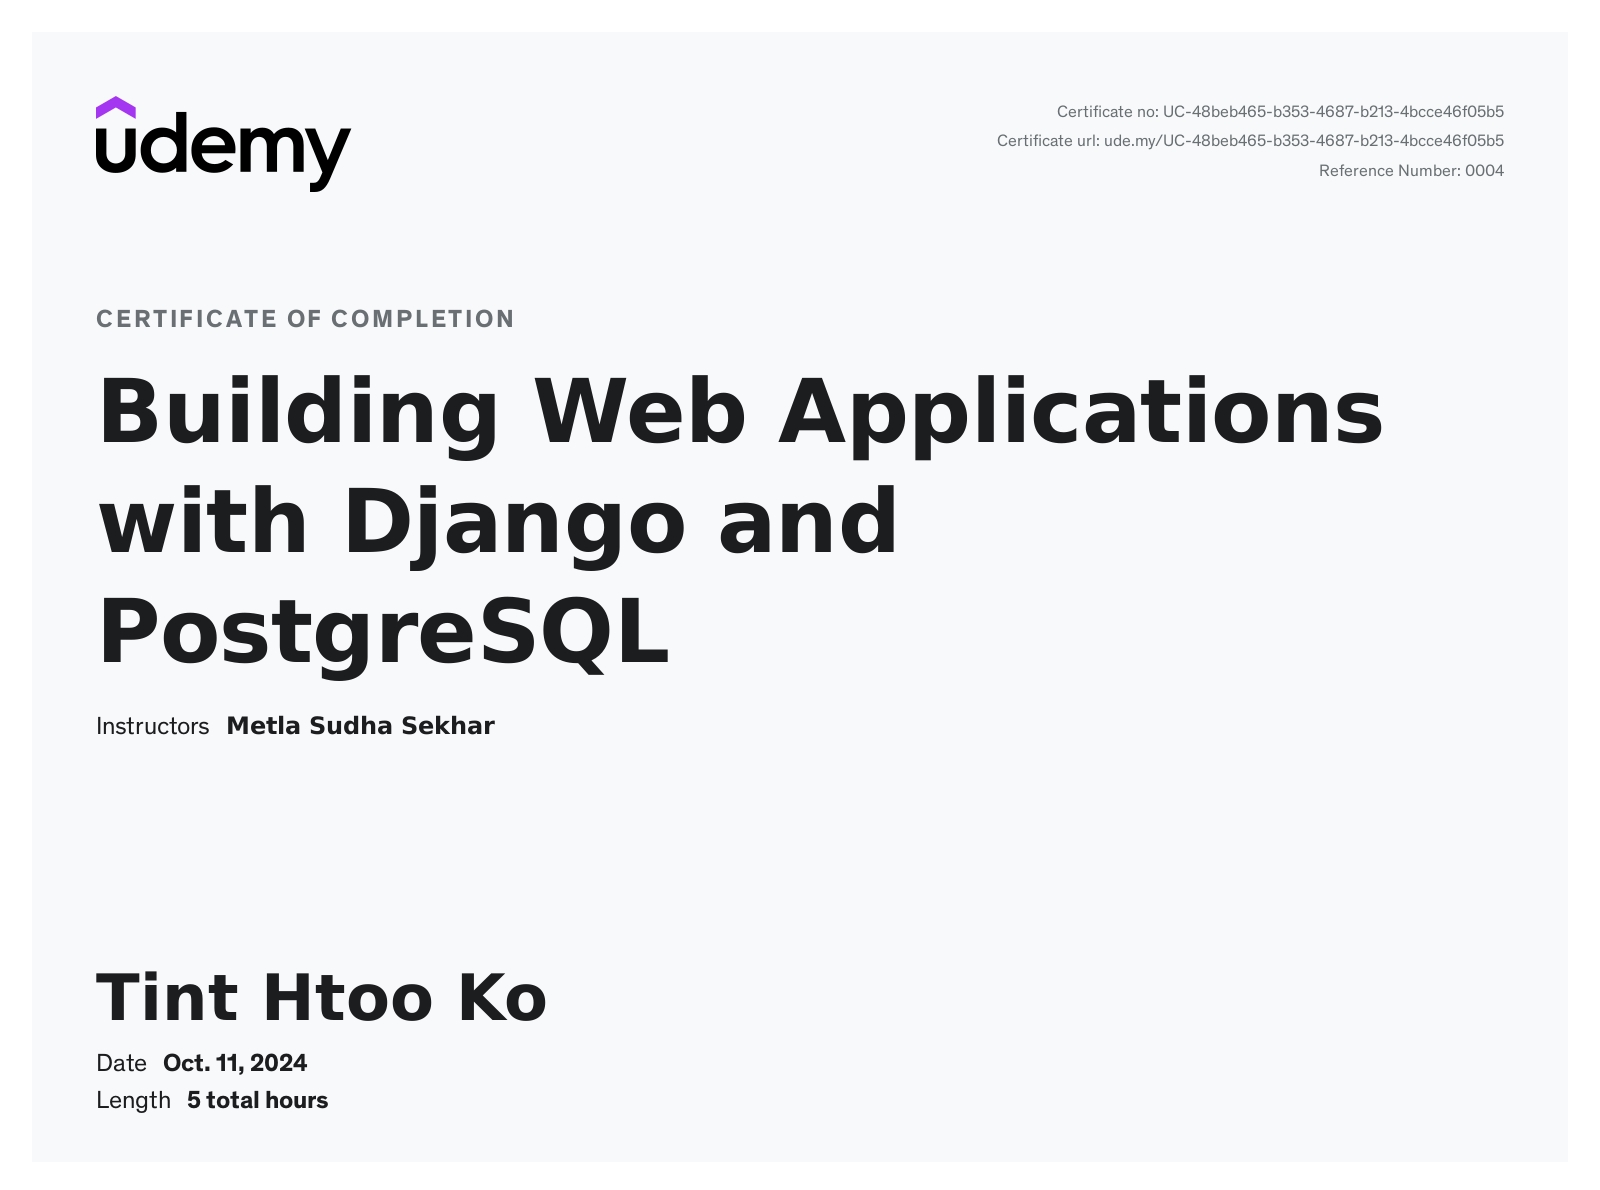 udemy
Certificate no: UC-48beb465-b353-4687-b213-4bcce46f05b5
Certificate url: ude.my/UC-48beb465-b353-4687-b213-4bcce46f05b5
Reference Number: 0004
CERTIFICATE OF COMPLETION
Building Web Applications
with Django and
PostgreSQL
Instructors Metla Sudha Sekhar
Tint Htoo Ko
Date Oct. 11, 2024
Length 5 total hours